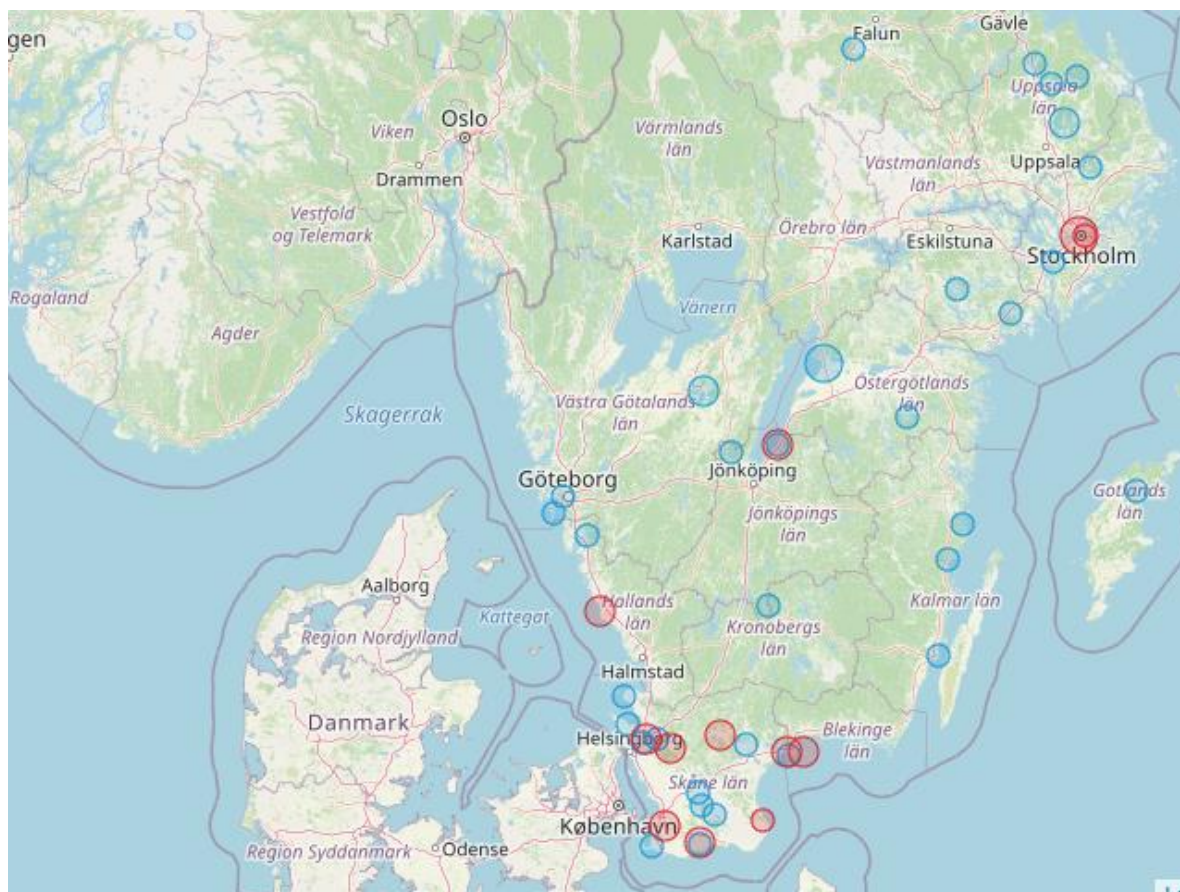 gen
Gävle
Falun
Uppsala
län
Oslo
Viken
Värmlands
län
Västmanlands
län
Uppsala
Drammen
Vestfold
og Telemark
Örebro län
Karlstad
Eskilstuna
Stockholm
Rogaland
Agder
Vänern
Skagerrak
Västra Götalands
län
Östergötlands
län
Jönköping
Göteborg
Gotlands
län
Jönköpings
län
Aalborg
Hallands
län
Kattegat
Kronobergs
län
Kalmar län
Region Nordjylland
Halmstad
Danmark
Blekinge
län
Helsingborg
Skåne län
København
Odense
Region Syddanmark